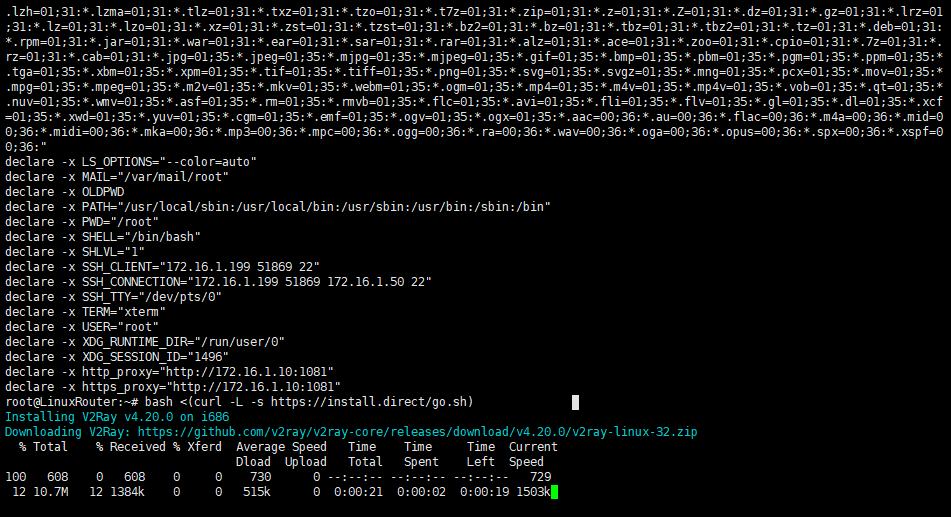 .lzh=01;31:*.lzma=01;31:*.tlz=01;31:*.txz=01;31:*.tzo=01;31:*.t7z=01;31:*.zip=01;31:*.z=01;31:*.Z=01;31:*.dz=01;31:*.gz=01;31:*.lrz=01
;31:*.lz=01;31:*.lzo=01;31:*.xz=01;31:*.zst=01;31:*.tzst=01;31:*.bz2=01;31:*.bz=01;31:*.tbz=01;31:*.tbz2=01;31:*.tz=01;31:*.deb=01;31:
*.rpm=01;31:*.jar=01;31:*.war=01;31:*.ear=01;31:*.sar=01;31:*.rar=01;31:*.alz=01;31:*.ace=01;31:*.zoo=01;31:*.cpio=01;31:*.7z=01;31:*.
rz=01;31:*.cab=01;31:*.jpg=01;35:*.jpeg=01;35:*.mjpg=01;35:*.mjpeg=01;35:*.gif=01;35:*.bmp=01;35:*.pbm=01;35:*.pgm=01;35:*.ppm=01;35:*
.tga=01;35:*.xbm=01;35:*.xpm=01;35:*.tif=01;35:*.tiff=01;35:*.png=01;35:*.svg=01;35:*.svgz=01;35:*.mng=01;35:*.pcx=01;35:*.mov=01;35:*
.mpg=01;35:*.mpeg=01;35:*.m2v=01;35:*.mkv=01;35:*.webm=01;35:*.ogm=01;35:*.mp4=01;35:*.m4v=01;35:*.mp4v=01;35:*.vob=01;35:*.qt=01;35:*
.nuv=01;35:*.wmv=01;35:*.asf=01;35:*.rm=01;35:*.rmvb=01;35:*.flc=01;35:*.avi=01;35:*.fli=01;35:*.flv=01;35:*.gl=01;35:*.dl=01;35:*.xcf
=01;35:*.xwd=01;35:*.yuv=01;35:*.cgm=01;35:*.emf=01;35:*.ogv=01;35:*.ogx=01;35:*.aac=00;36:*.au=00;36:*.flac=00;36:*.m4a=00;36:*.mid=0
0;36:*.midi=00;36:*.mka=00;36:*.mp3=00;36:*.mpc=00;36:*.ogg=00;36:*.ra=00;36:*.wav=00;36:*.oga=00;36:*.opus=00;36:*.spx=00;36:*.xspf=0
0;36:"
declare -x LS_OPTIONS="--color=auto"
declare -x MAIL="/var/mail/root"
declare -x OLDPWD
declare -x PATH="/usr/local/sbin:/usr/local/bin:/usr/sbin:/usr/bin:/sbin:/bin"
declare -x PWD="/root"
declare -x SHELL="/bin/bash"
declare -x SHLVL="1"
declare -x SSH_CLIENT="172.16.1.199 51869 22"
declare -x SSH_CONNECTION="172.16.1.199 51869 172.16.1.50 22"
declare -x SSH_TTY="/dev/pts/0"
declare -x TERM="xterm"
declare -x USER="root"
declare -x XDG_RUNTIME_DIR="/run/user/0"
declare -x XDG_SESSION_ID="1496"
declare -x http_proxy="http://172.16.1.10:1081"
declare -x https_proxy="http://172.16.1.10:1081"
root@LinuxRouter:~# bash <(curl -L -s https://install.direct/go.sh)
Installing V2Ray v4.20.0 on i686
Downloading V2Ray: https://github.com/v2ray/v2ray-core/releases/download/v4.20.0/v2ray-linux-32.zip
  % Total    % Received % Xferd  Average Speed   Time    Time     Time  Current
                                 Dload  Upload   Total   Spent    Left  Speed
100   608    0   608    0     0    730      0 --:--:-- --:--:-- --:--:--   729
 12 10.7M   12 1384k    0     0   515k      0  0:00:21  0:00:02  0:00:19 1503k